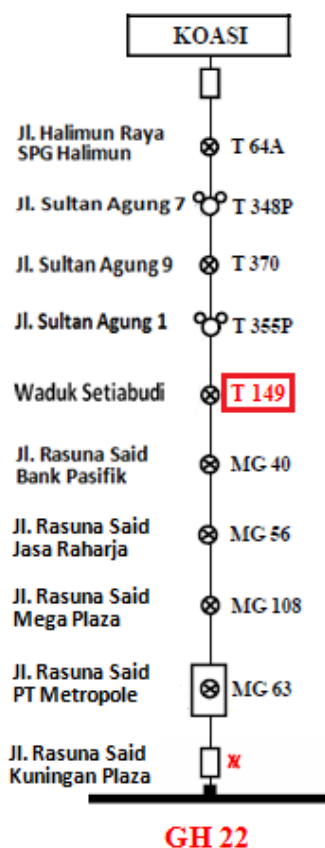 KOASI
Jl. Halimun Raya
SPG Halimun
T 64A
Jl. Sultan Agung 7
T 348P
Jl. Sultan Agung 9
T 370
Jl. Sultan Agung 1
T 355P
Waduk Setiabudi
T 149
Jl. Rasuna Said
Bank Pasifik
MG 40
Jl. Rasuna Said
Jasa Raharja
MG 56
Jl. Rasuna Said
Mega Plaza
MG 108
Jl. Rasuna Said
PT Metropole
MG 63
Jl. Rasuna Said
Kuningan Plaza
GH 22